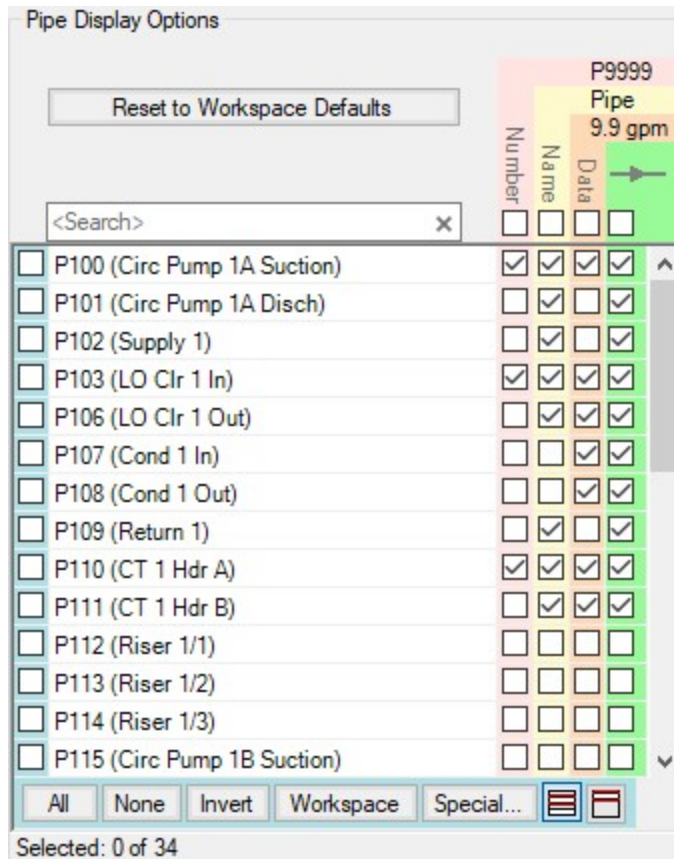 Pipe Display Options
P9999
Reset to Workspace Defaults
Pipe
9.9 gpm
Number
Name
Data
<Search>
P100 (Circ Pump 1A Suction)
P101 (Circ Pump 1A Disch)
P102 (Supply 1)
P103 (LO Clr 1 In)
P106 (LO Clr 1 Out)
P107 (Cond 1 In)
P108 (Cond 1 Out)
P109 (Return 1)
P110 (CT 1 Hdr A)
P111 (CT 1 Hdr B)
P112 (Riser 1/1)
P113 (Riser 1/2)
P114 (Riser 1/3)
P115 (Circ Pump 1B Suction)
All None Invert Workspace Special...
Selected: 0 of 34